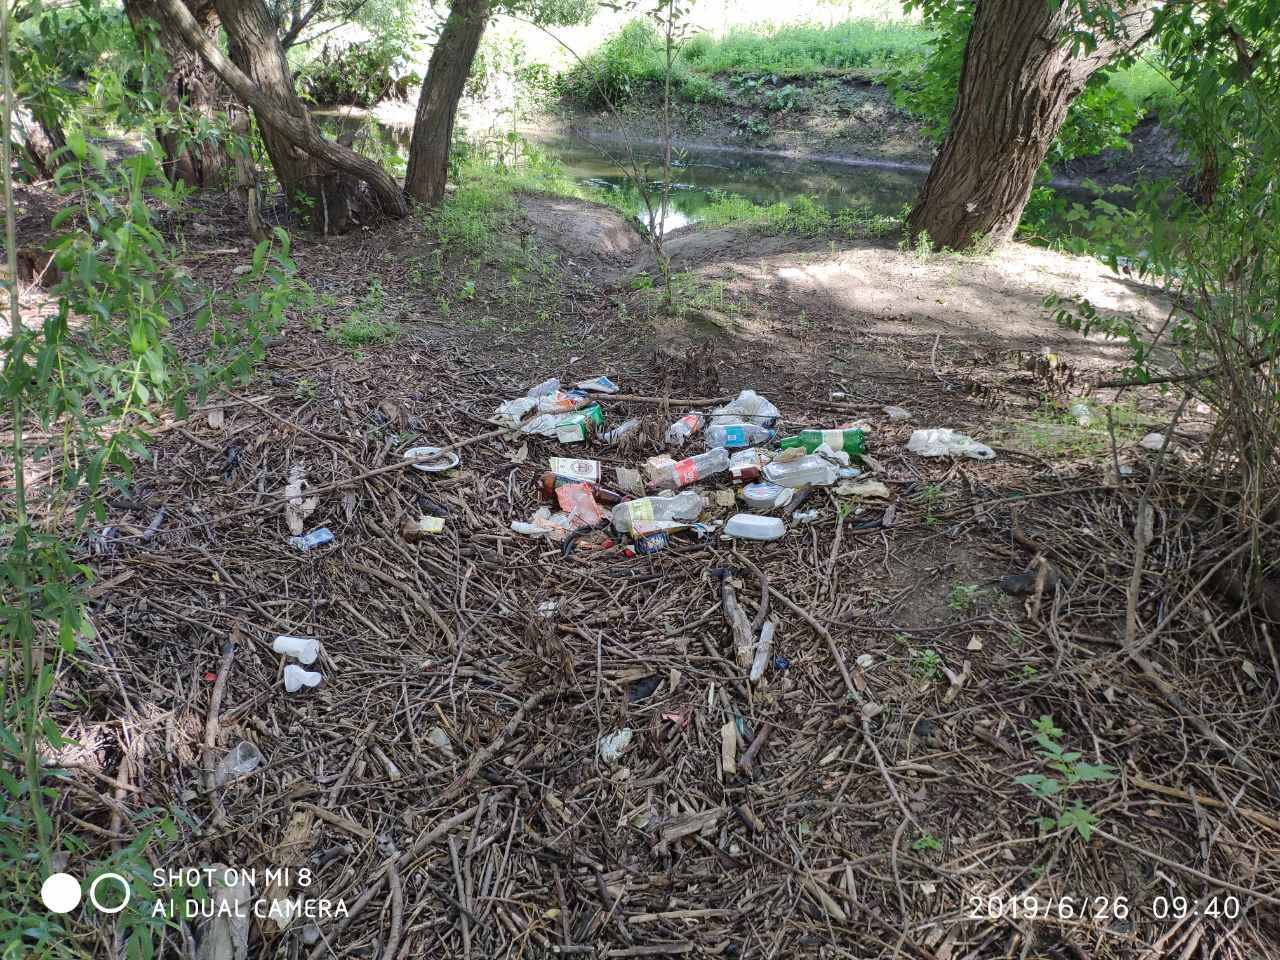 SHOT ON MI 8
AI DUAL CAMERA
2019/6/26 09:40